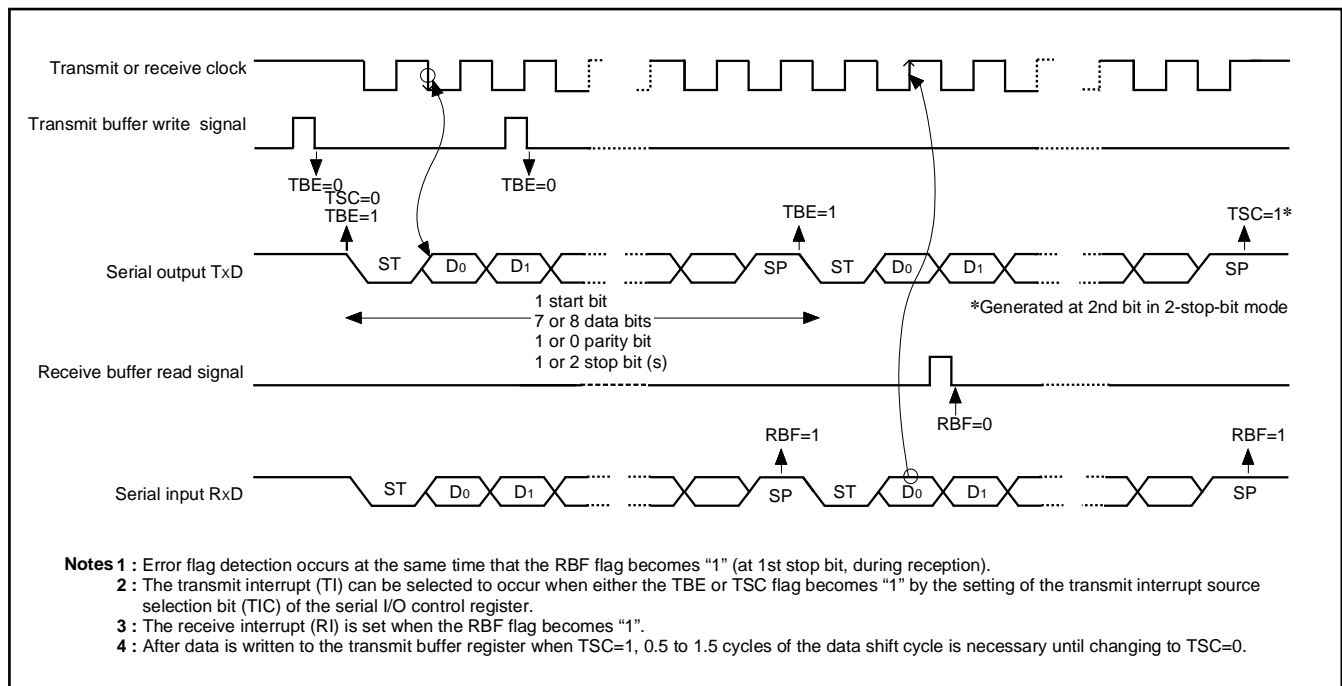 Transmit or receive clock
Transmit buffer write signal
TBE=0
TBE=0
TSC=0
TBE=1
TBE=1
TSC=1*
Serial output TxD
ST
D0
D1
SP
ST
D0
D1
SP
1 start bit
7 or 8 data bits
1 or 0 parity bit
1 or 2 stop bit (s)
*Generated at 2nd bit in 2-stop-bit mode
Receive buffer read signal
RBF=0
RBF=1
RBF=1
Serial input RxD
ST
D0
D1
SP
ST
D0
D1
SP
Notes 1 : Error flag detection occurs at the same time that the RBF flag becomes “1” (at 1st stop bit, during reception).
2 : The transmit interrupt (TI) can be selected to occur when either the TBE or TSC flag becomes “1” by the setting of the transmit interrupt source
selection bit (TIC) of the serial I/O control register.
3 : The receive interrupt (RI) is set when the RBF flag becomes “1”.
4 : After data is written to the transmit buffer register when TSC=1, 0.5 to 1.5 cycles of the data shift cycle is necessary until changing to TSC=0.